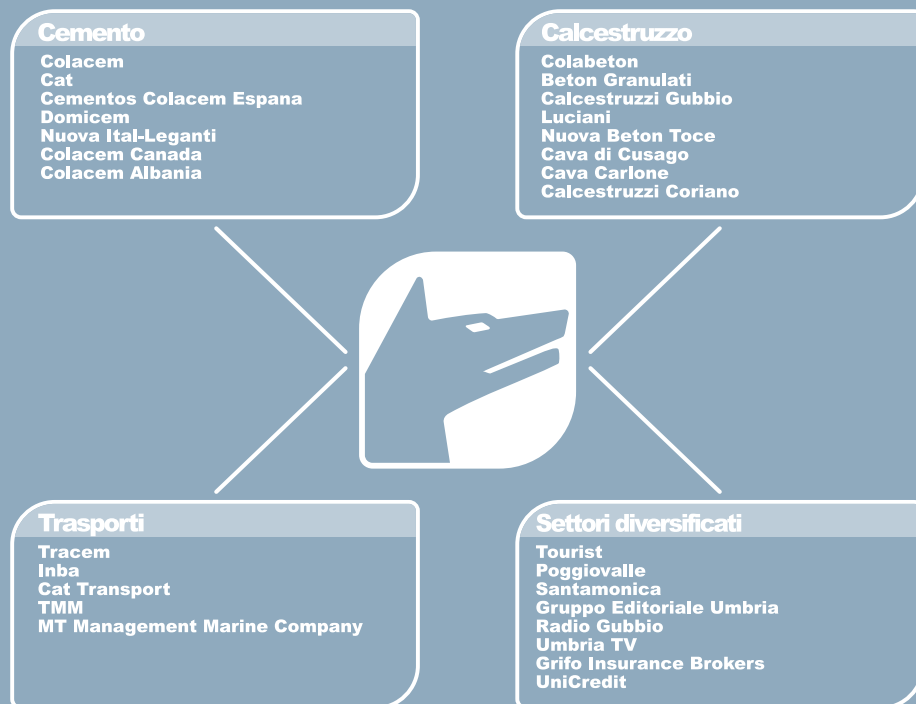 Cemento
Colacem
Cat
Cementos Colacem Espana
Domicem
Nuova Ital-Leganti
Colacem Canada
Colacem Albania
Calcestruzzo
Colabeton
Beton Granulati
Calcestruzzi Gubbio
Luciani
Nuova Beton Toce
Cava di Cusago
Cava Carlone
Calcestruzzi Coriano
Trasporti
Tracem
Inba
Cat Transport
TMM
MT Management Marine Company
Settori diversificati
Tourist
Poggiovalle
Santamonica
Gruppo Editoriale Umbria
Radio Gubbio
Umbria TV
Grifo Insurance Brokers
UniCredit